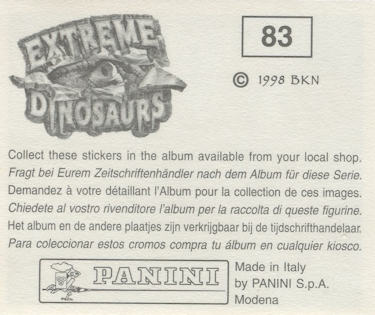 EXTREME
DINOSAURS
83
© 1998 BKN
Collect these stickers in the album available from your local shop.
Fragt bei Eurem Zeitschriftenhändler nach dem Album für diese Serie.
Demandez à votre détaillant l'Album pour la collection de ces images.
Chiedete al vostro rivenditore l'album per la raccolta di queste figurine.
Het album en de andere plaatjes zijn verkrijgbaar bij de tijdschrifthandelaar.
Para coleccionar estos cromos compra tu álbum en cualquier kiosco.
PANINI
Made in Italy
by PANINI S.p.A.
Modena